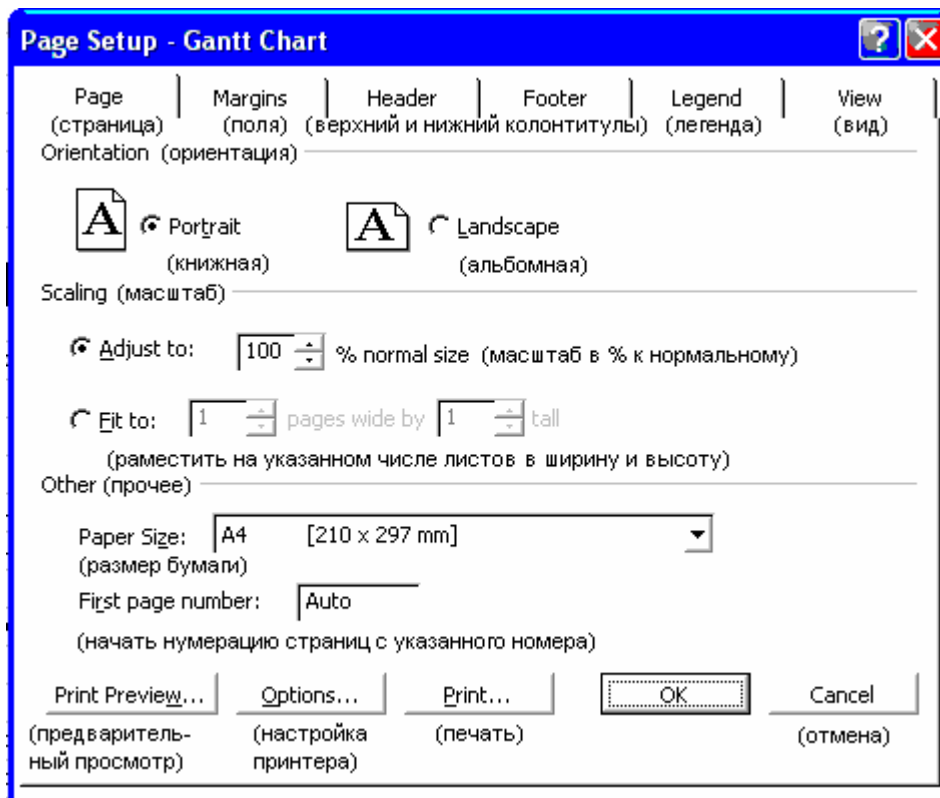 Page Setup - Gantt Chart
Page Margins Header Footer Legend View
(страница) (поля) (верхний и нижний колонтитулы) (легенда) (вид)
Orientation (ориентация)
A Portrait A Landscape
(книжная) (альбомная)
Scaling (масштаб)
Adjust to: 100 % normal size (масштаб в % к нормальному)
Fit to: 1 pages wide by 1 tall
(раместить на указанном числе листов в ширину и высоту)
Other (прочее)
Paper Size: A4 [210 x 297 mm]
(размер бумаги)
First page number: Auto
(начать нумерацию страниц с указанного номера)
Print Preview... Options... Print... OK Cancel
(предваритель- (настройка (печать) (отмена)
ный просмотр) принтера)